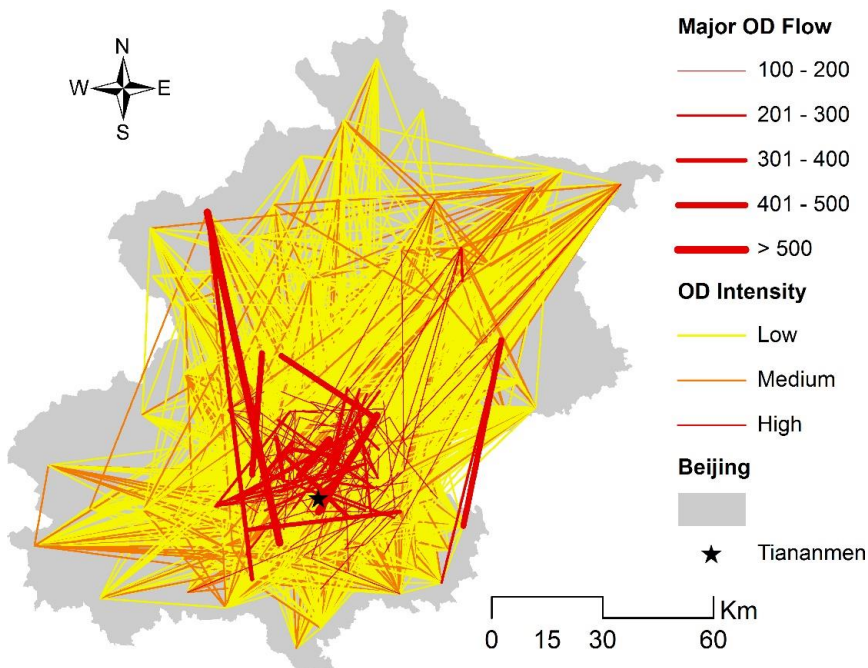 N
W E
S
Major OD Flow
100 - 200
201 - 300
301 - 400
401 - 500
> 500
OD Intensity
Low
Medium
High
Beijing
Tiananmen
Km
0 15 30 60